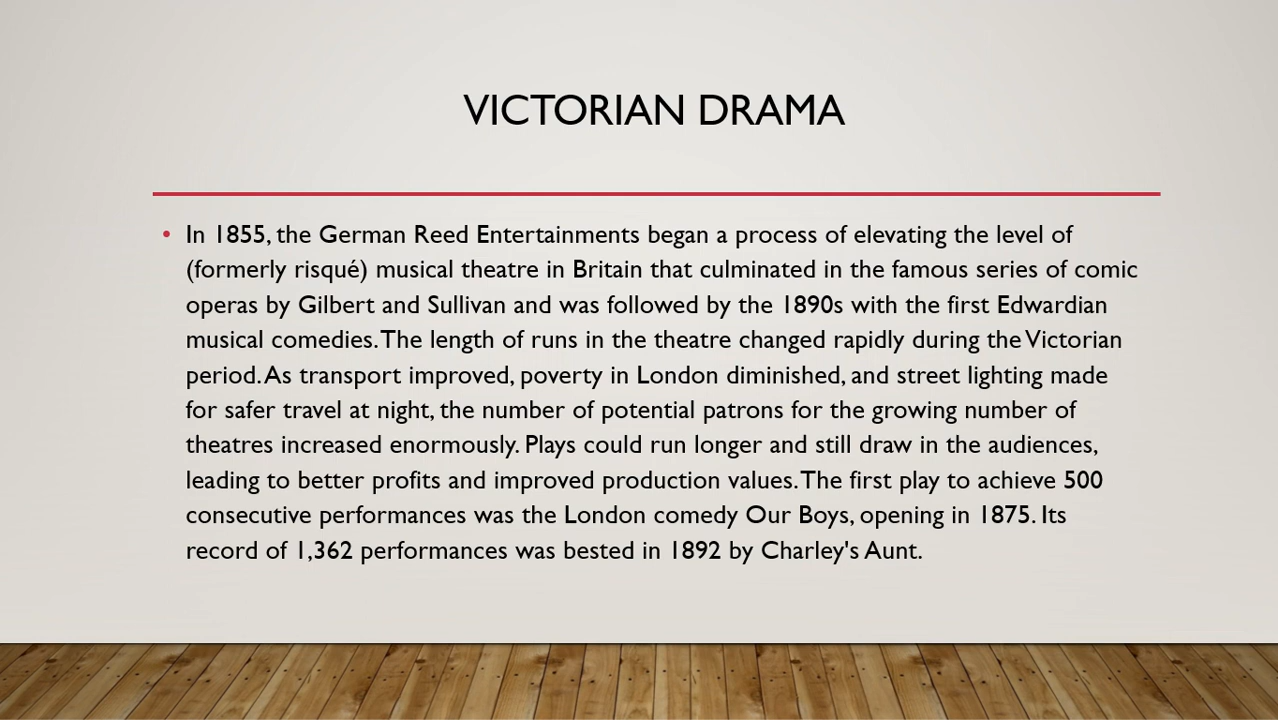 VICTORIAN DRAMA
• In 1855, the German Reed Entertainments began a process of elevating the level of
(formerly risqué) musical theatre in Britain that culminated in the famous series of comic
operas by Gilbert and Sullivan and was followed by the 1890s with the first Edwardian
musical comedies. The length of runs in the theatre changed rapidly during the Victorian
period. As transport improved, poverty in London diminished, and street lighting made
for safer travel at night, the number of potential patrons for the growing number of
theatres increased enormously. Plays could run longer and still draw in the audiences,
leading to better profits and improved production values. The first play to achieve 500
consecutive performances was the London comedy Our Boys, opening in 1875. Its
record of 1,362 performances was bested in 1892 by Charley's Aunt.